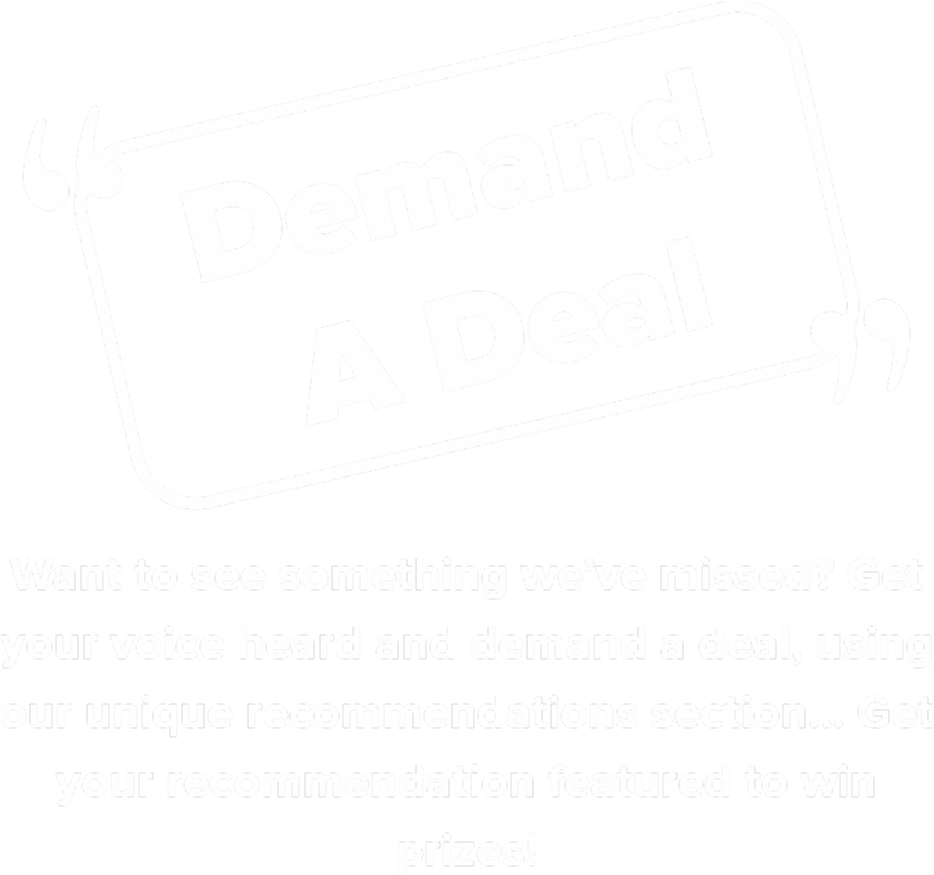 Demand
A Deal
Want to see something we've missed? Get
your voice heard and demand a deal, using
our unique recommendations section... Get
your recommendation featured to win
prizes!